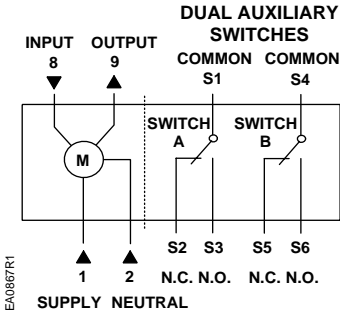 DUAL AUXILIARY
SWITCHES
INPUT OUTPUT
8 9
COMMON COMMON
S1 S4
SWITCH
A
SWITCH
B
M
S2 S3 S5 S6
1 2 N.C. N.O. N.C. N.O.
SUPPLY NEUTRAL
EA0867R1